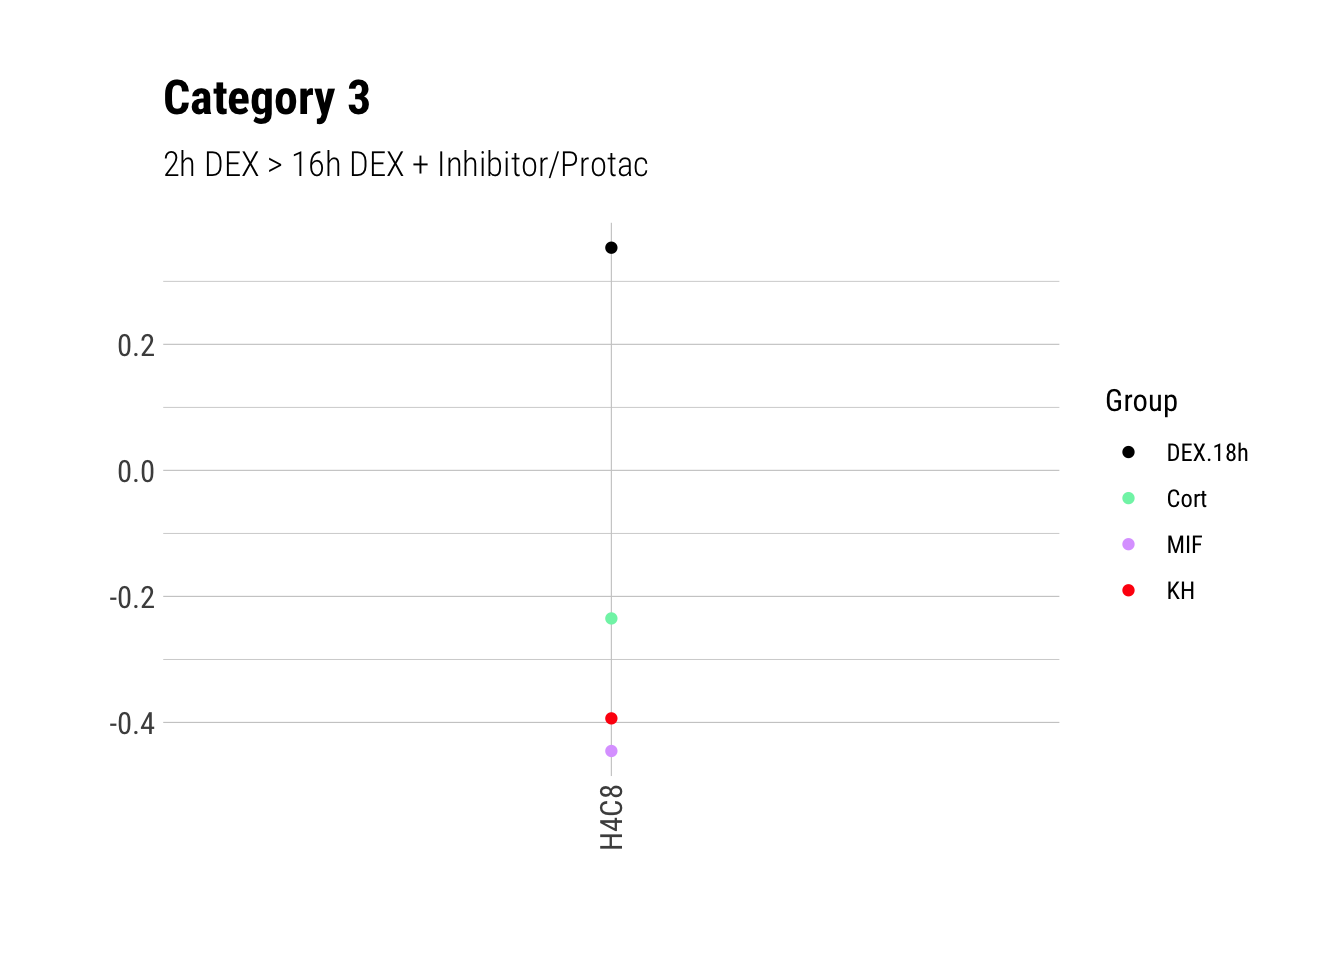 Category 3
2h DEX > 16h DEX + Inhibitor/Protac
0.2
0.0
-0.2
-0.4
H4C8
Group
DEX.18h
Cort
MIF
KH